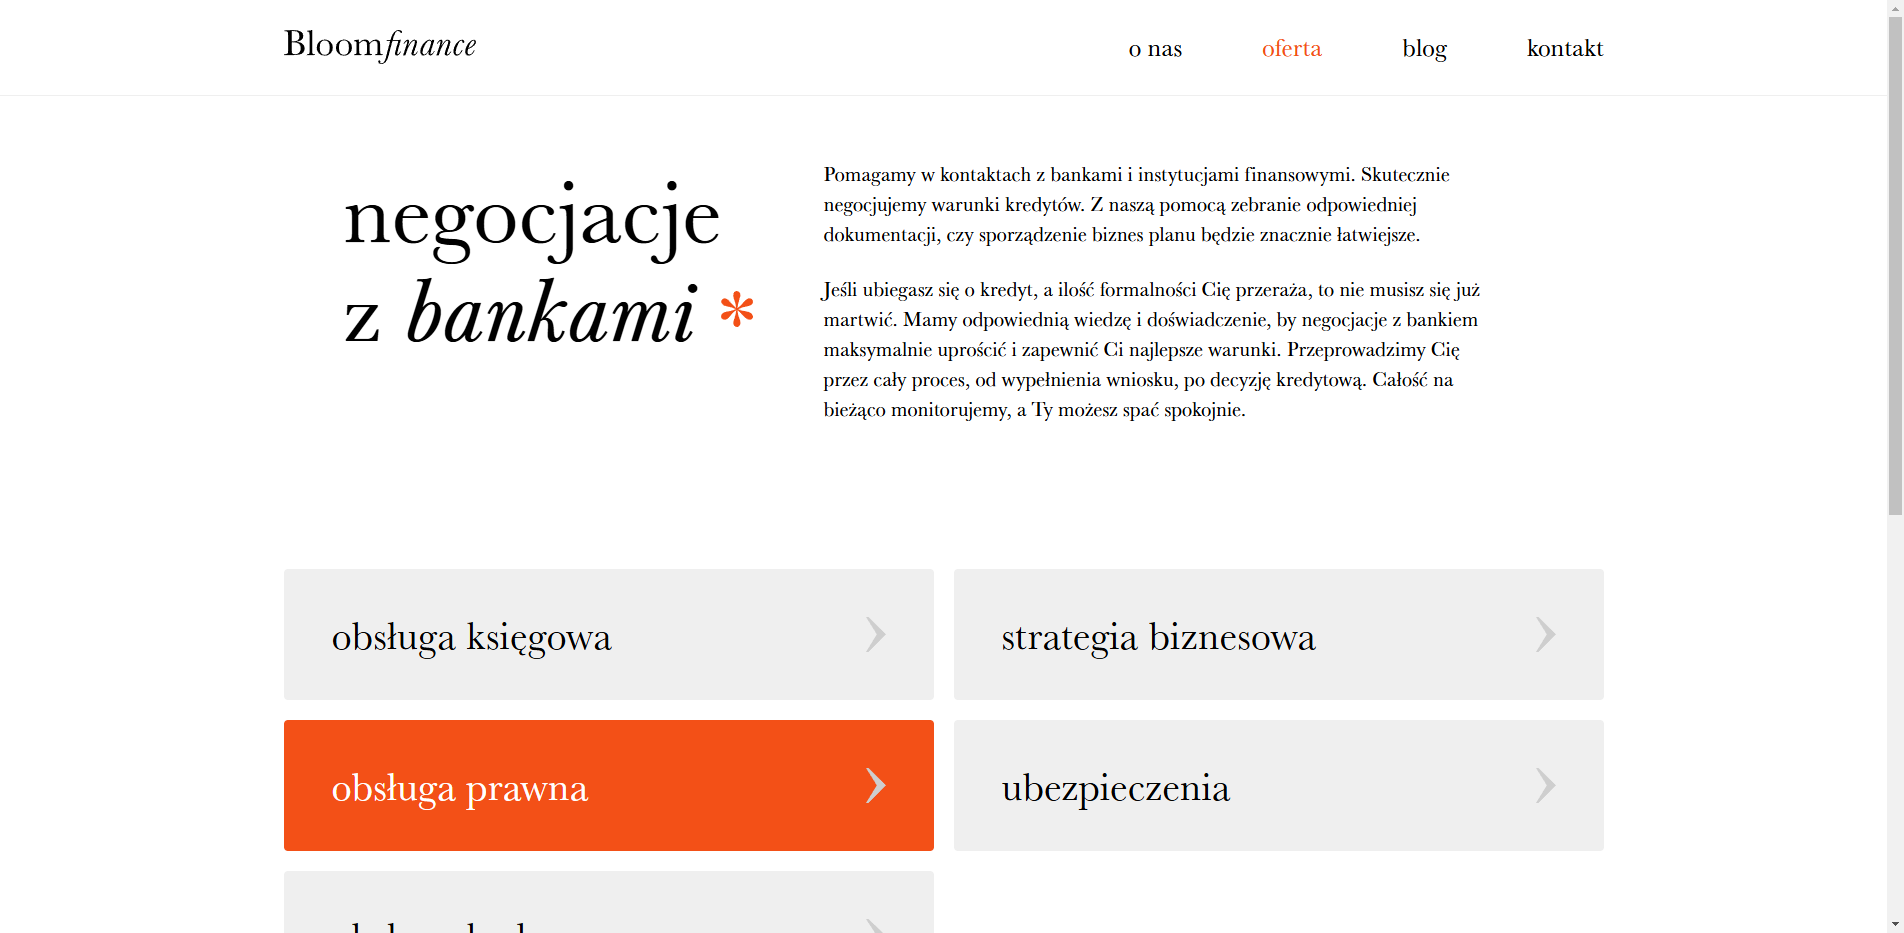 Bloomfinance
o nas
oferta
blog
kontakt
negocjacje
z bankami *
Pomagamy w kontaktach z bankami i instytucjami finansowymi. Skutecznie
negocjujemy warunki kredytów. Z naszą pomocą zebranie odpowiedniej
dokumentacji, czy sporządzenie biznes planu będzie znacznie łatwiejsze.
Jeśli ubiegasz się o kredyt, a ilość formalności Cię przeraża, to nie musisz się już
martwić. Mamy odpowiednią wiedzę i doświadczenie, by negocjacje z bankiem
maksymalnie uprościć i zapewnić Ci najlepsze warunki. Przeprowadzimy Cię
przez cały proces, od wypełnienia wniosku, po decyzję kredytową. Całość na
bieżąco monitorujemy, a Ty możesz spać spokojnie.
obsługa księgowa
strategia biznesowa
obsługa prawna
ubezpieczenia